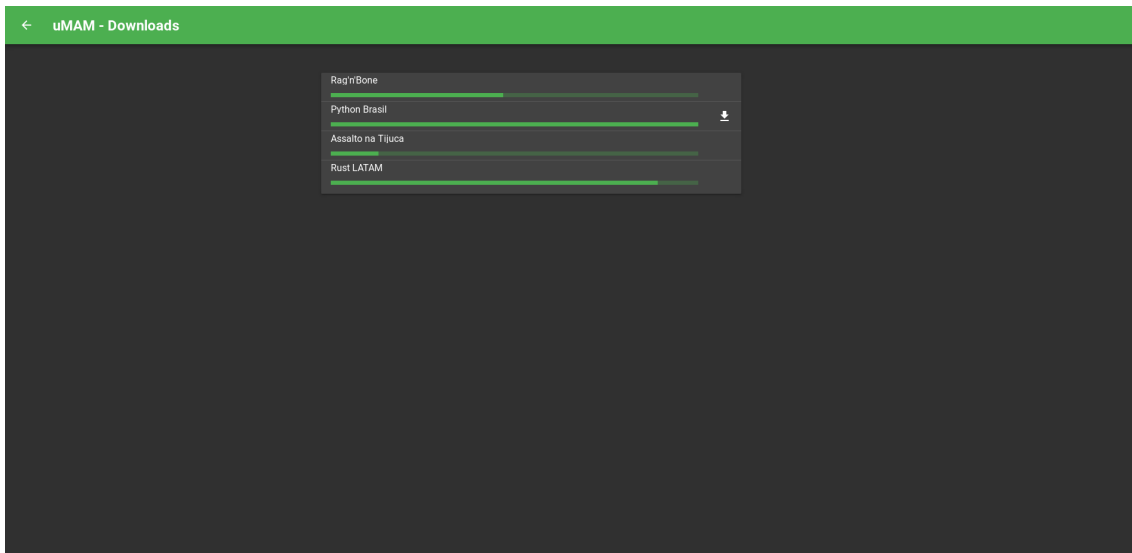 uMAM - Downloads
Rag'n'Bone
Python Brasil
Assalto na Tijuca
Rust LATAM